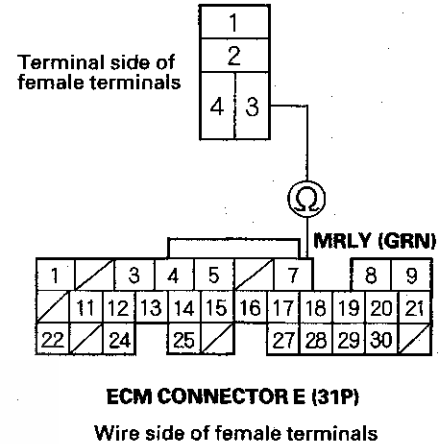 1
2
Terminal side of
female terminals
4 3
Ω
MRLY (GRN)
1 3 4 5 7 8 9
11 12 13 14 15 16 17 18 19 20 21
22 24 25 27 28 29 30
ECM CONNECTOR E (31P)
Wire side of female terminals